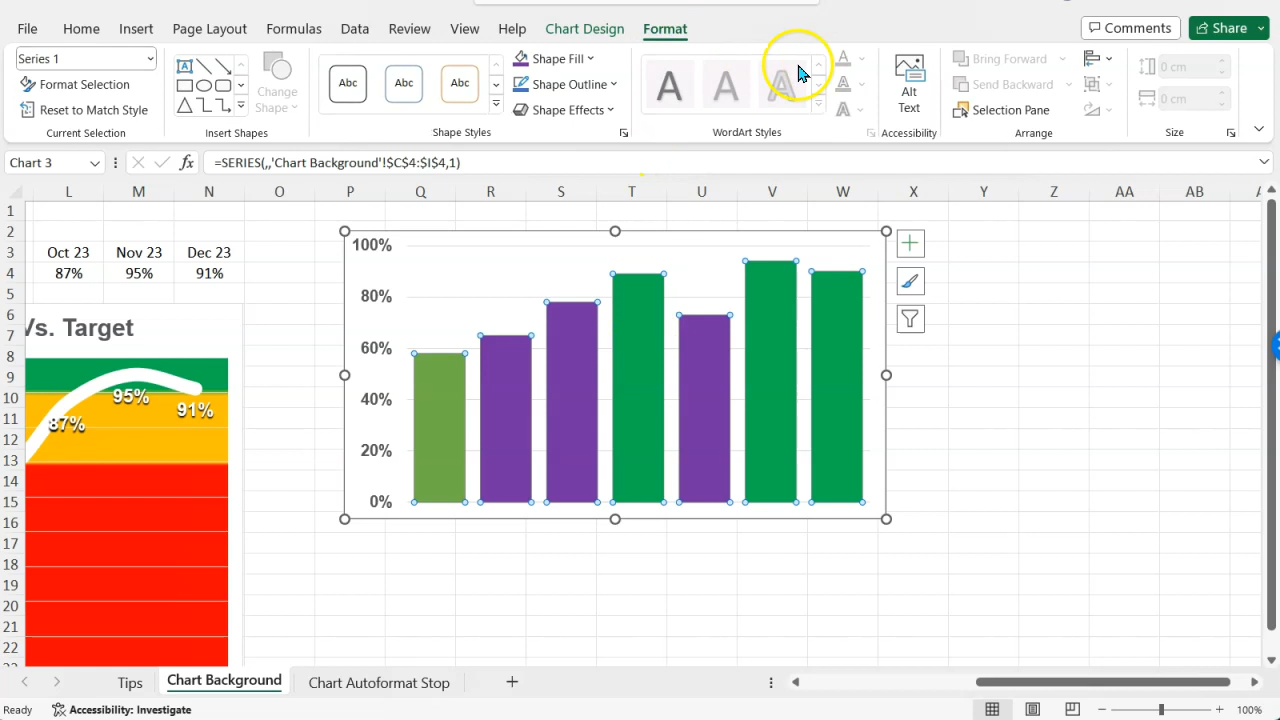 File Home Insert Page Layout Formulas Data Review View Help Chart Design Format Comments Share
Series 1
Format Selection
Reset to Match Style
Current Selection
Change
Shape
Insert Shapes
Abc Abc Abc
Shape Fill
Shape Outline
Shape Effects
Shape Styles
A A A
WordArt Styles
Alt
Text
Accessibility
Bring Forward
Send Backward
Selection Pane
Arrange
0 cm
0 cm
Size
Chart 3 fx =SERIES(,,'Chart Background'!$C$4:$I$4,1)
L M N O P Q R S T U V W X Y Z AA AB
1
2
3 Oct 23 Nov 23 Dec 23
4 87% 95% 91%
5
6
7
8
9
10
11
12
13
14
15
16
17
18
19
20
21
22
Vs. Target
95%
91%
87%
100%
80%
60%
40%
20%
0%
Tips Chart Background Chart Autoformat Stop
Ready Accessibility: Investigate 100%